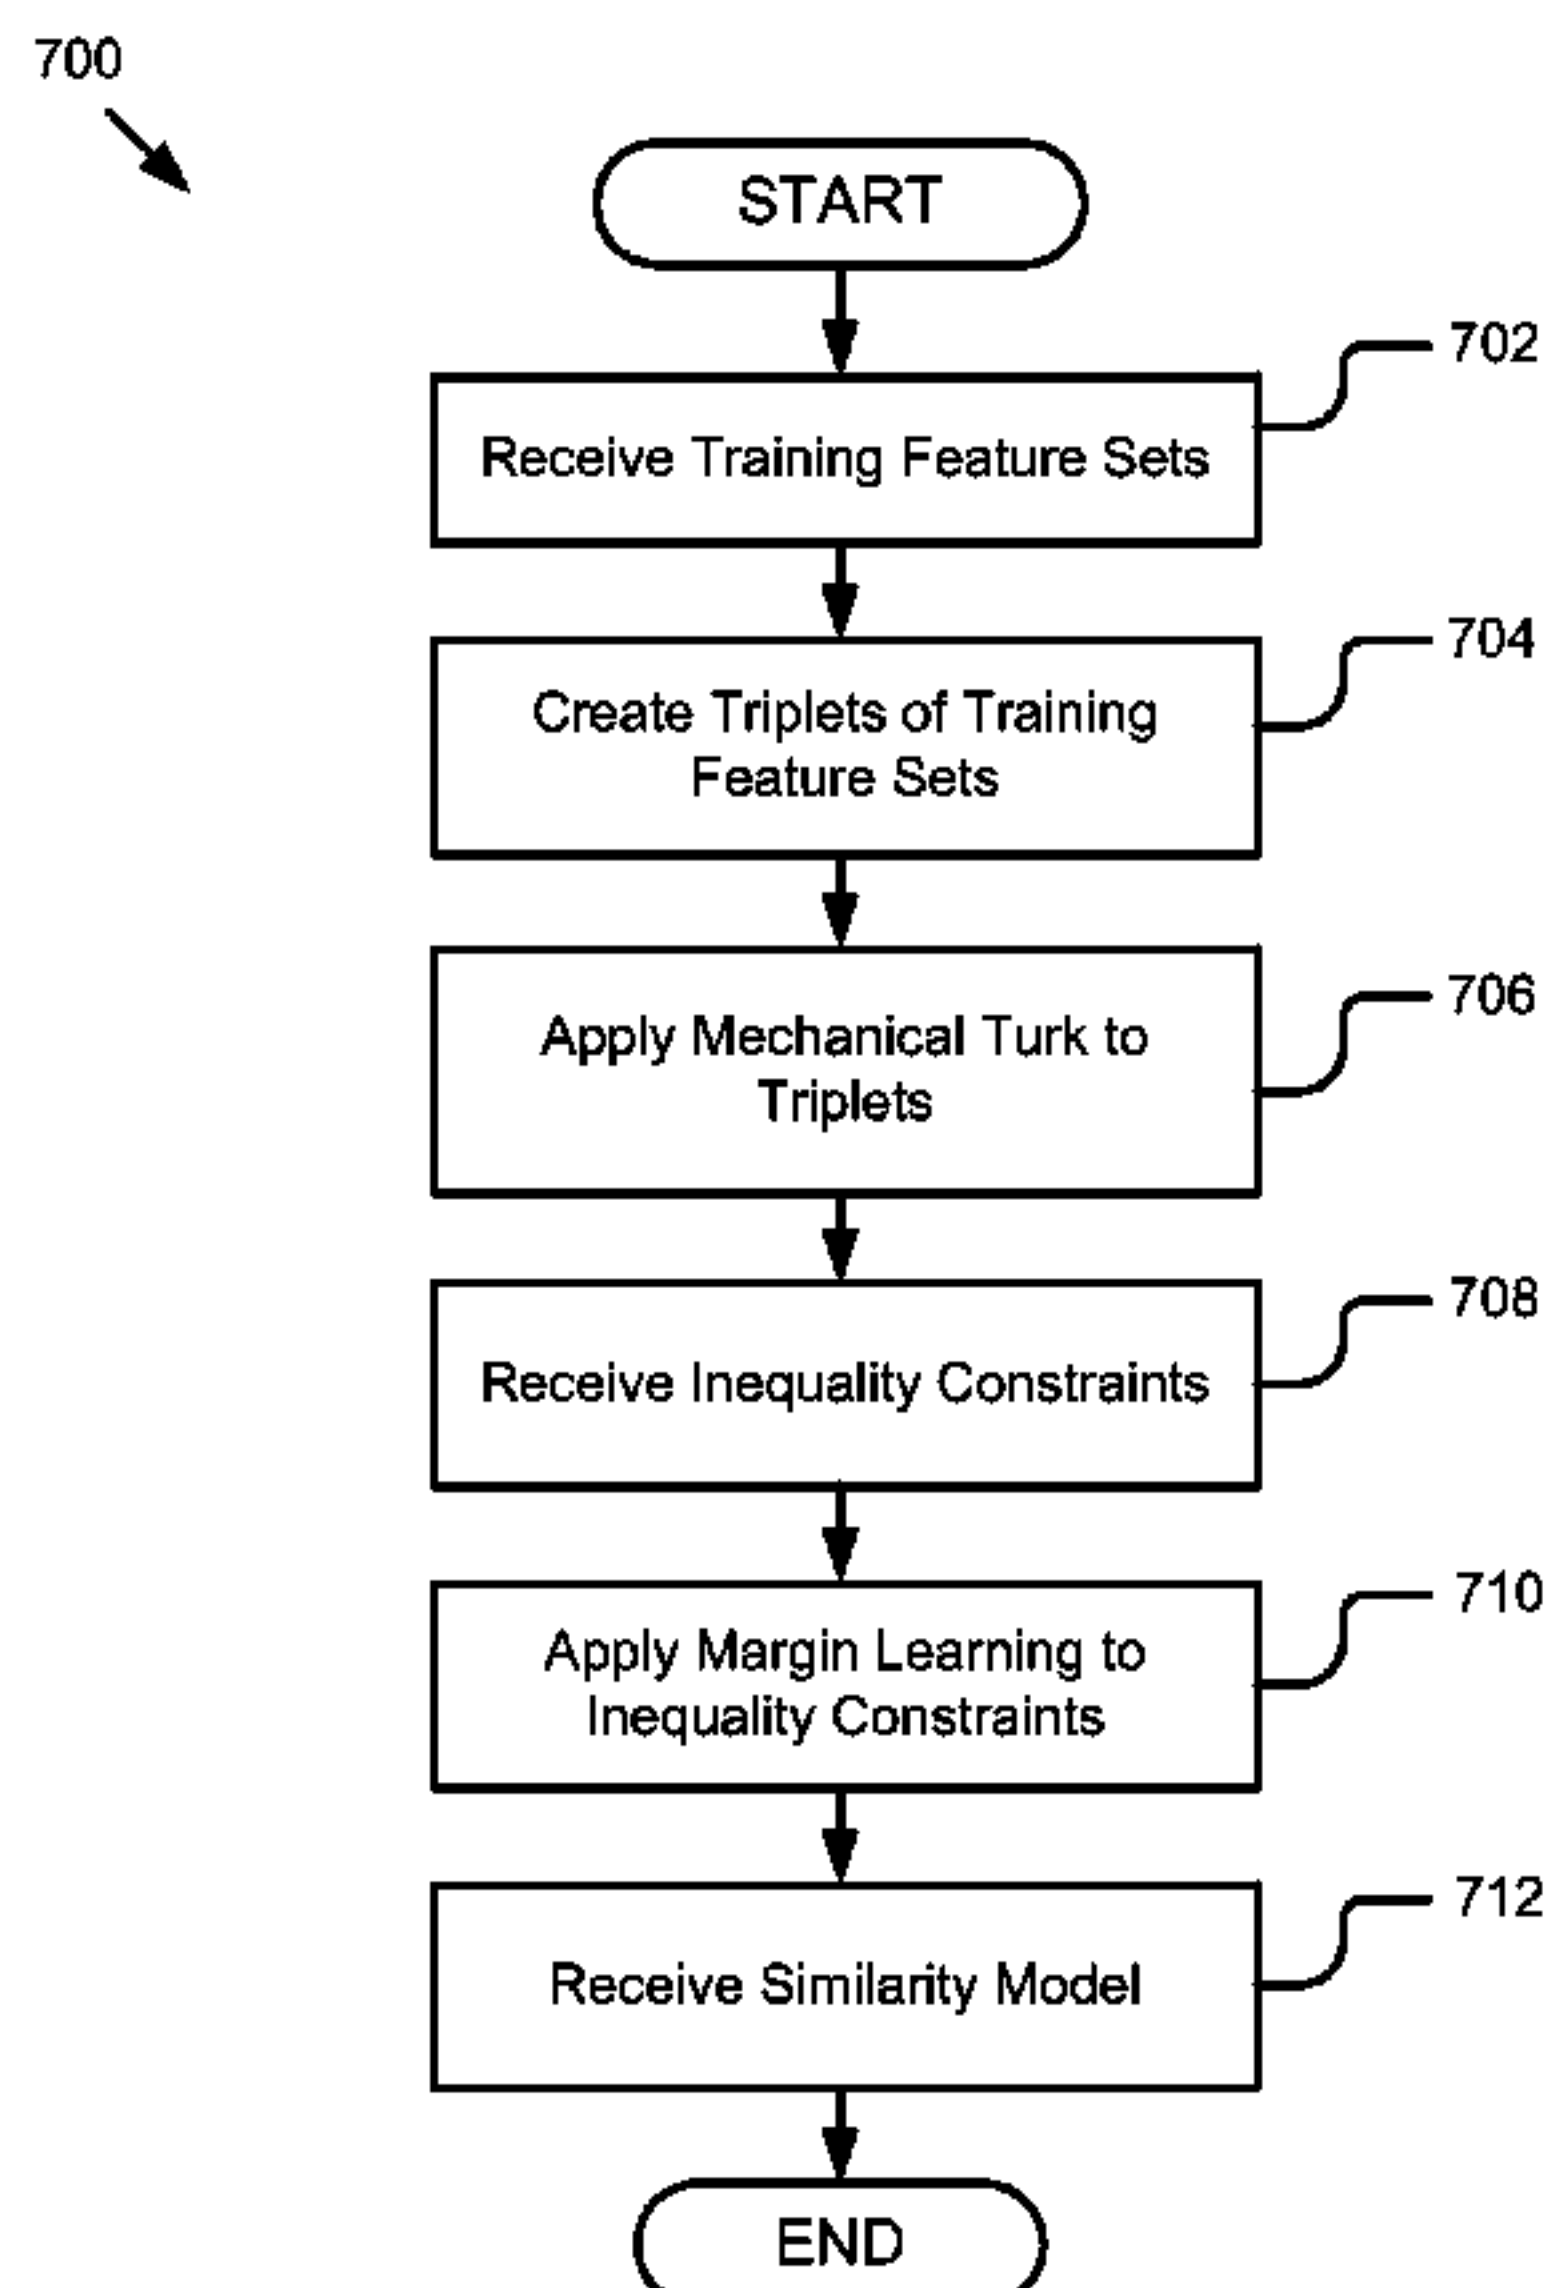 700
START
702
Receive Training Feature Sets
704
Create Triplets of Training
Feature Sets
706
Apply Mechanical Turk to
Triplets
708
Receive Inequality Constraints
710
Apply Margin Learning to
Inequality Constraints
712
Receive Similarity Model
END